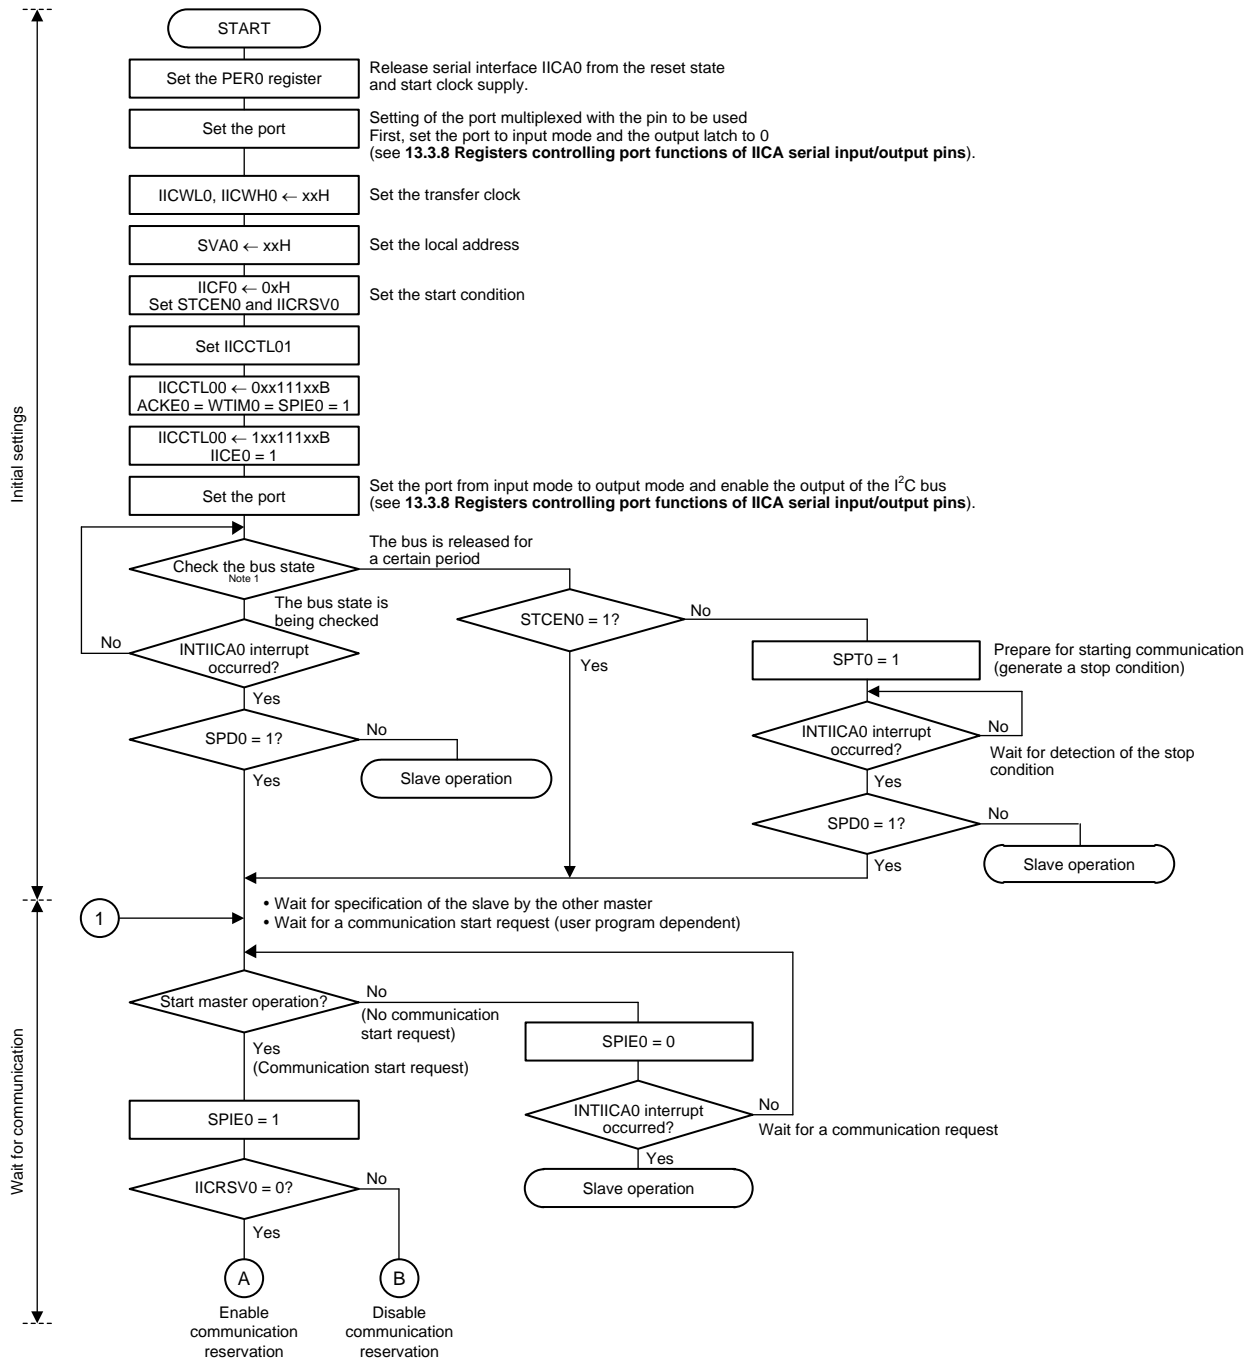 START
Set the PER0 register
Release serial interface IICA0 from the reset state
and start clock supply.
Set the port
Setting of the port multiplexed with the pin to be used
First, set the port to input mode and the output latch to 0
(see 13.3.8 Registers controlling port functions of IICA serial input/output pins).
IICWL0, IICWH0 ← xxH
Set the transfer clock
SVA0 ← xxH
Set the local address
IICF0 ← 0xH
Set STCEN0 and IICRSV0
Set the start condition
Set IICCTL01
IICCTL00 ← 0xx111xxB
ACKE0 = WTIM0 = SPIE0 = 1
IICCTL00 ← 1xx111xxB
IICE0 = 1
Set the port
Set the port from input mode to output mode and enable the output of the I²C bus
(see 13.3.8 Registers controlling port functions of IICA serial input/output pins).
Initial settings
Check the bus state
Note 1
The bus is released for
a certain period
The bus state is
being checked
STCEN0 = 1?
No
Yes
SPT0 = 1
Prepare for starting communication
(generate a stop condition)
No
INTIICA0 interrupt
occurred?
Yes
INTIICA0 interrupt
occurred?
No
Wait for detection of the stop
condition
Yes
SPD0 = 1?
No
Slave operation
Yes
SPD0 = 1?
No
Slave operation
Yes
1
• Wait for specification of the slave by the other master
• Wait for a communication start request (user program dependent)
Wait for communication
Start master operation?
No
(No communication
start request)
Yes
(Communication start request)
SPIE0 = 0
INTIICA0 interrupt
occurred?
No
Wait for a communication request
Yes
Slave operation
SPIE0 = 1
IICRSV0 = 0?
No
Yes
A
B
Enable
communication
reservation
Disable
communication
reservation